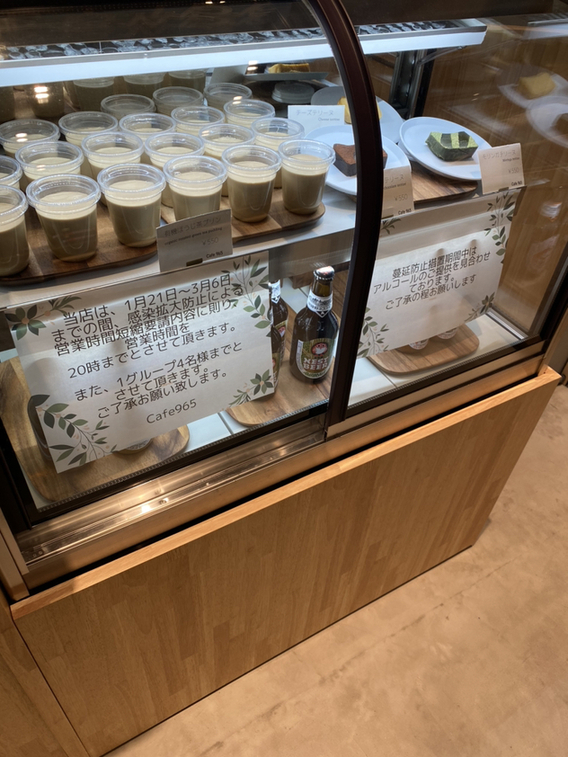 当店は、1月21日~3月6日
までの間、感染拡大防止による
営業時間短縮要請内容に則り
営業時間を
20時までとさせて頂きます。
また、1グループ4名様までと
させて頂きます。
ご了承お願い致します。
Cafe965
蔓延防止措置期間中は
アルコールのご提供を見合わせ
ております。
ご了承の程お願いします
BEER